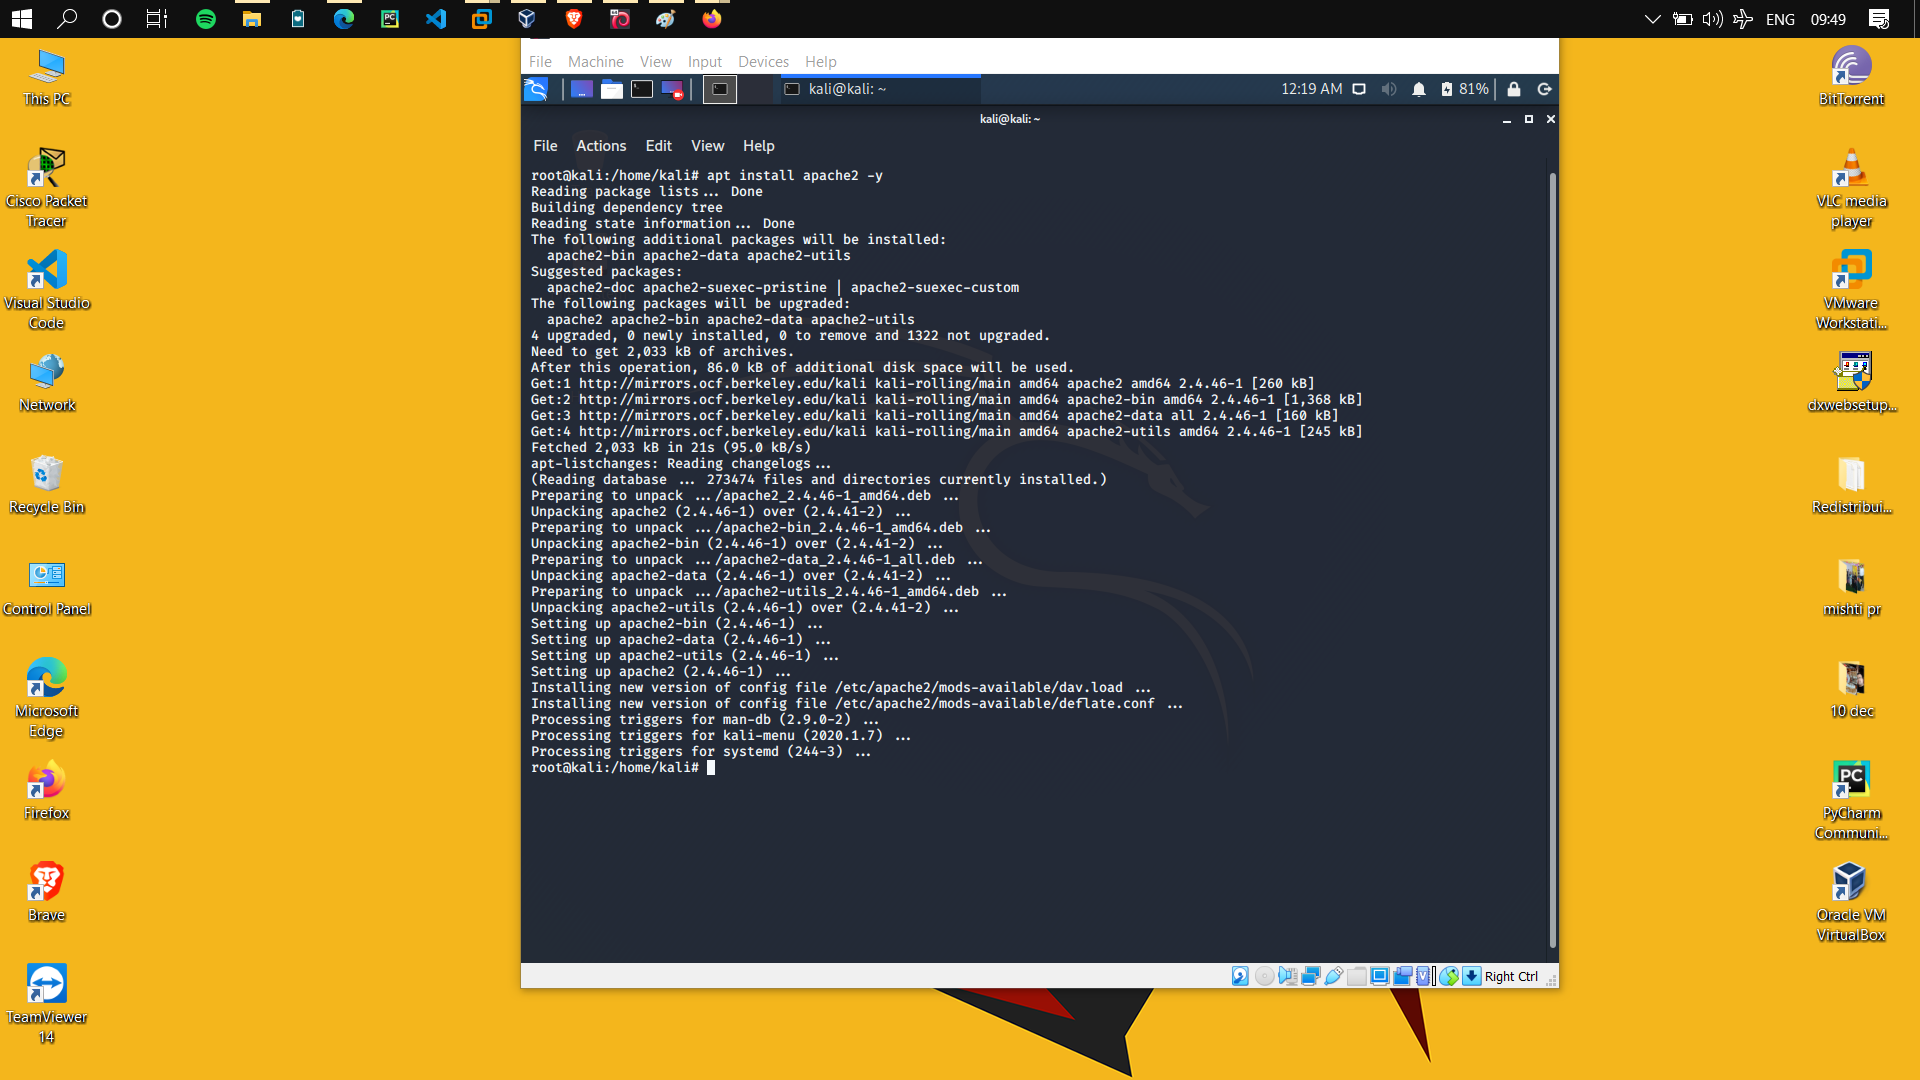 ENG 09:49
This PC
Cisco Packet
Tracer
Visual Studio
Code
Network
Recycle Bin
Control Panel
Microsoft
Edge
Firefox
Brave
TeamViewer
14
File Machine View Input Devices Help
kali@kali: ~
12:19 AM 81%
kali@kali: ~
File Actions Edit View Help
root@kali:/home/kali# apt install apache2 -y
Reading package lists... Done
Building dependency tree
Reading state information... Done
The following additional packages will be installed:
apache2-bin apache2-data apache2-utils
Suggested packages:
apache2-doc apache2-suexec-pristine | apache2-suexec-custom
The following packages will be upgraded:
apache2 apache2-bin apache2-data apache2-utils
4 upgraded, 0 newly installed, 0 to remove and 1322 not upgraded.
Need to get 2,033 kB of archives.
After this operation, 86.0 kB of additional disk space will be used.
Get:1 http://mirrors.ocf.berkeley.edu/kali kali-rolling/main amd64 apache2 amd64 2.4.46-1 [260 kB]
Get:2 http://mirrors.ocf.berkeley.edu/kali kali-rolling/main amd64 apache2-bin amd64 2.4.46-1 [1,368 kB]
Get:3 http://mirrors.ocf.berkeley.edu/kali kali-rolling/main amd64 apache2-data all 2.4.46-1 [160 kB]
Get:4 http://mirrors.ocf.berkeley.edu/kali kali-rolling/main amd64 apache2-utils amd64 2.4.46-1 [245 kB]
Fetched 2,033 kB in 21s (95.0 kB/s)
apt-listchanges: Reading changelogs...
(Reading database ... 273474 files and directories currently installed.)
Preparing to unpack .../apache2_2.4.46-1_amd64.deb ...
Unpacking apache2 (2.4.46-1) over (2.4.41-2) ...
Preparing to unpack .../apache2-bin_2.4.46-1_amd64.deb ...
Unpacking apache2-bin (2.4.46-1) over (2.4.41-2) ...
Preparing to unpack .../apache2-data_2.4.46-1_all.deb ...
Unpacking apache2-data (2.4.46-1) over (2.4.41-2) ...
Preparing to unpack .../apache2-utils_2.4.46-1_amd64.deb ...
Unpacking apache2-utils (2.4.46-1) over (2.4.41-2) ...
Setting up apache2-bin (2.4.46-1) ...
Setting up apache2-data (2.4.46-1) ...
Setting up apache2-utils (2.4.46-1) ...
Setting up apache2 (2.4.46-1) ...
Installing new version of config file /etc/apache2/mods-available/dav.load ...
Installing new version of config file /etc/apache2/mods-available/deflate.conf ...
Processing triggers for man-db (2.9.0-2) ...
Processing triggers for kali-menu (2020.1.7) ...
Processing triggers for systemd (244-3) ...
root@kali:/home/kali#
Right Ctrl
BitTorrent
VLC media
player
VMware
Workstati...
dxwebsetup...
Redistribui...
mishti pr
10 dec
PyCharm
Communi...
Oracle VM
VirtualBox